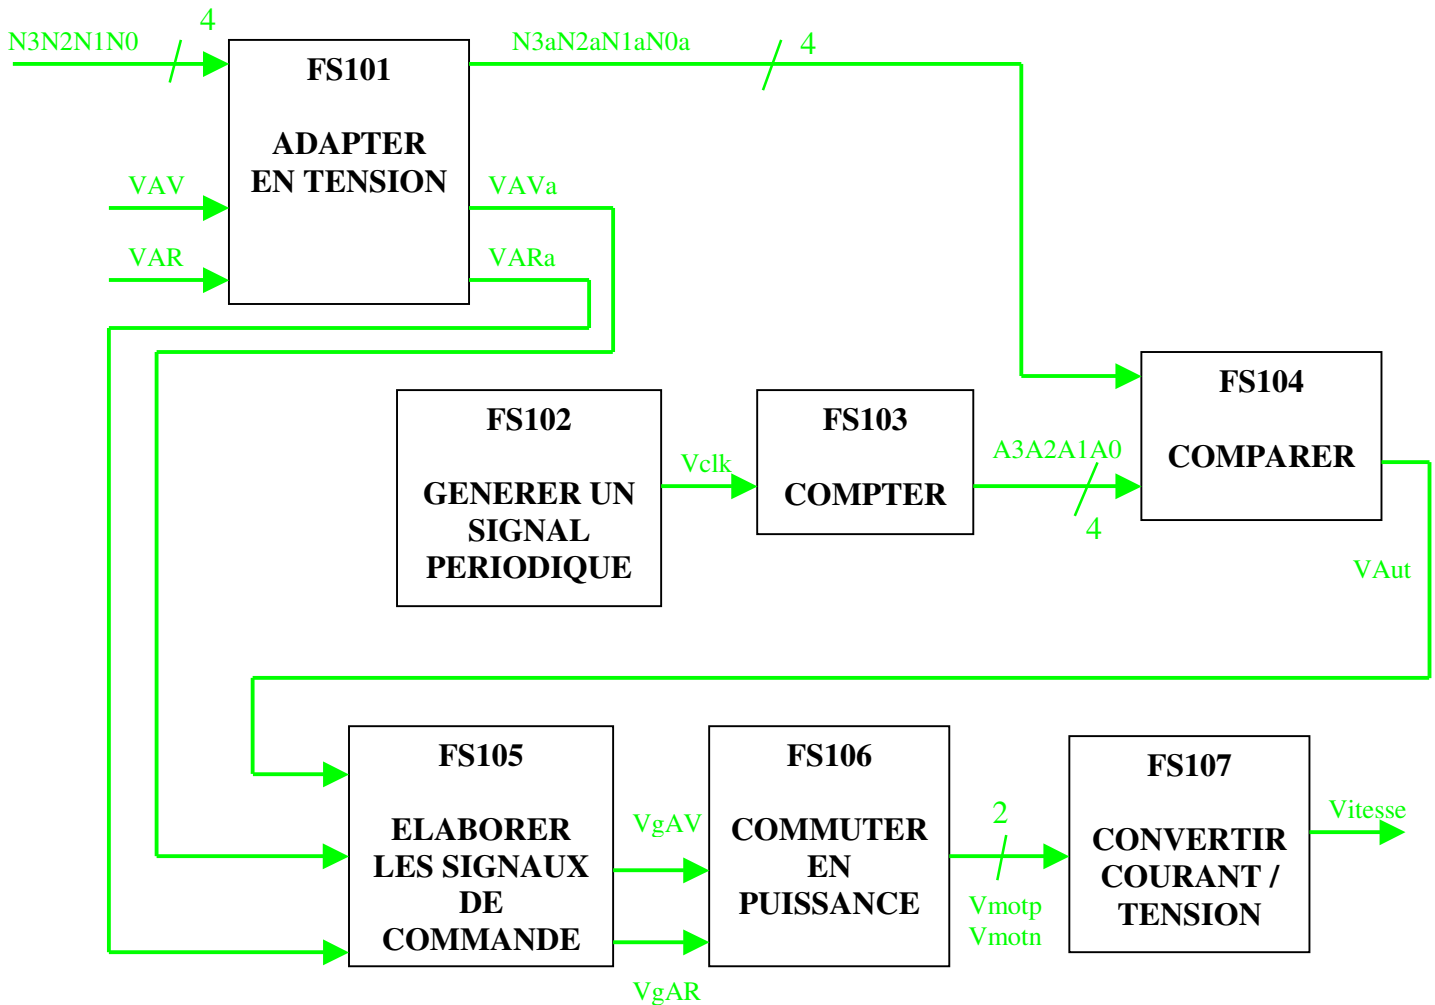 4
N3N2N1N0
N3aN2aN1aN0a
4
FS101
ADAPTER
EN TENSION
VAV
VAVa
VAR
VARa
FS102
GENERER UN
SIGNAL
PERIODIQUE
Vclk
FS103
COMPTER
A3A2A1A0
4
FS104
COMPARER
VAut
FS105
ELABORER
LES SIGNAUX
DE
COMMANDE
VgAV
VgAR
FS106
COMMUTER
EN
PUISSANCE
2
Vmotp
Vmotn
FS107
CONVERTIR
COURANT /
TENSION
Vitesse